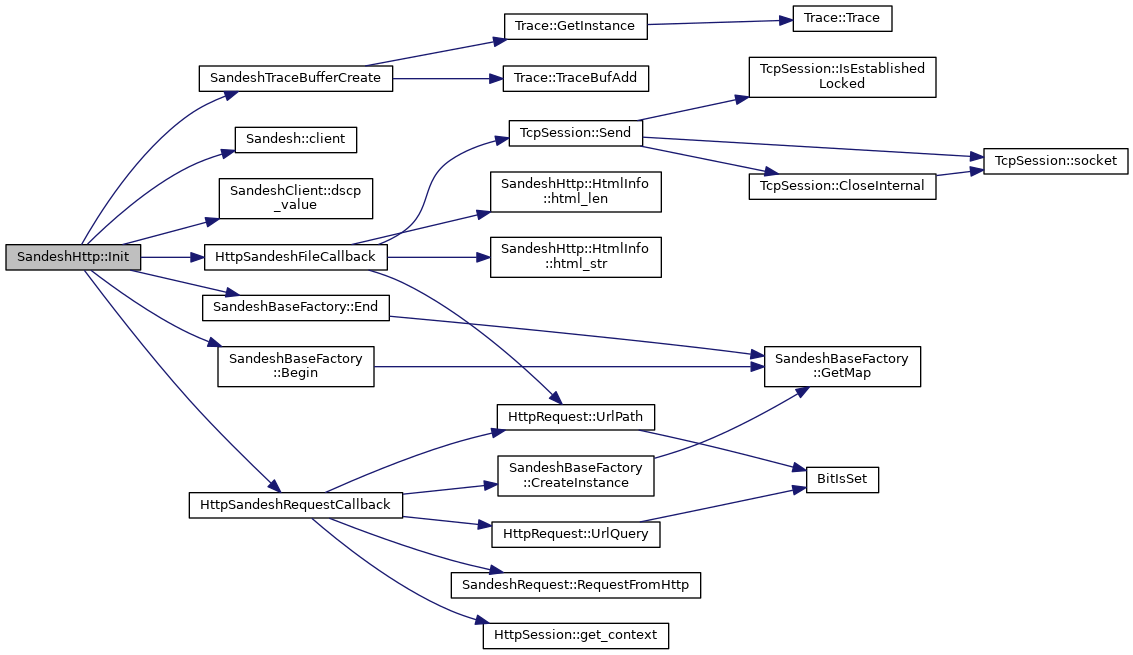 Trace::GetInstance
Trace::Trace
SandeshTraceBufferCreate
Trace::TraceBufAdd
TcpSession::IsEstablished
Locked
Sandesh::client
TcpSession::Send
TcpSession::socket
SandeshClient::dscp
_value
SandeshHttp::HtmlInfo
::html_len
TcpSession::CloseInternal
SandeshHttp::Init
HttpSandeshFileCallback
SandeshHttp::HtmlInfo
::html_str
SandeshBaseFactory::End
SandeshBaseFactory
::Begin
SandeshBaseFactory
::GetMap
HttpRequest::UrlPath
SandeshBaseFactory
::CreateInstance
BitIsSet
HttpSandeshRequestCallback
HttpRequest::UrlQuery
SandeshRequest::RequestFromHttp
HttpSession::get_context